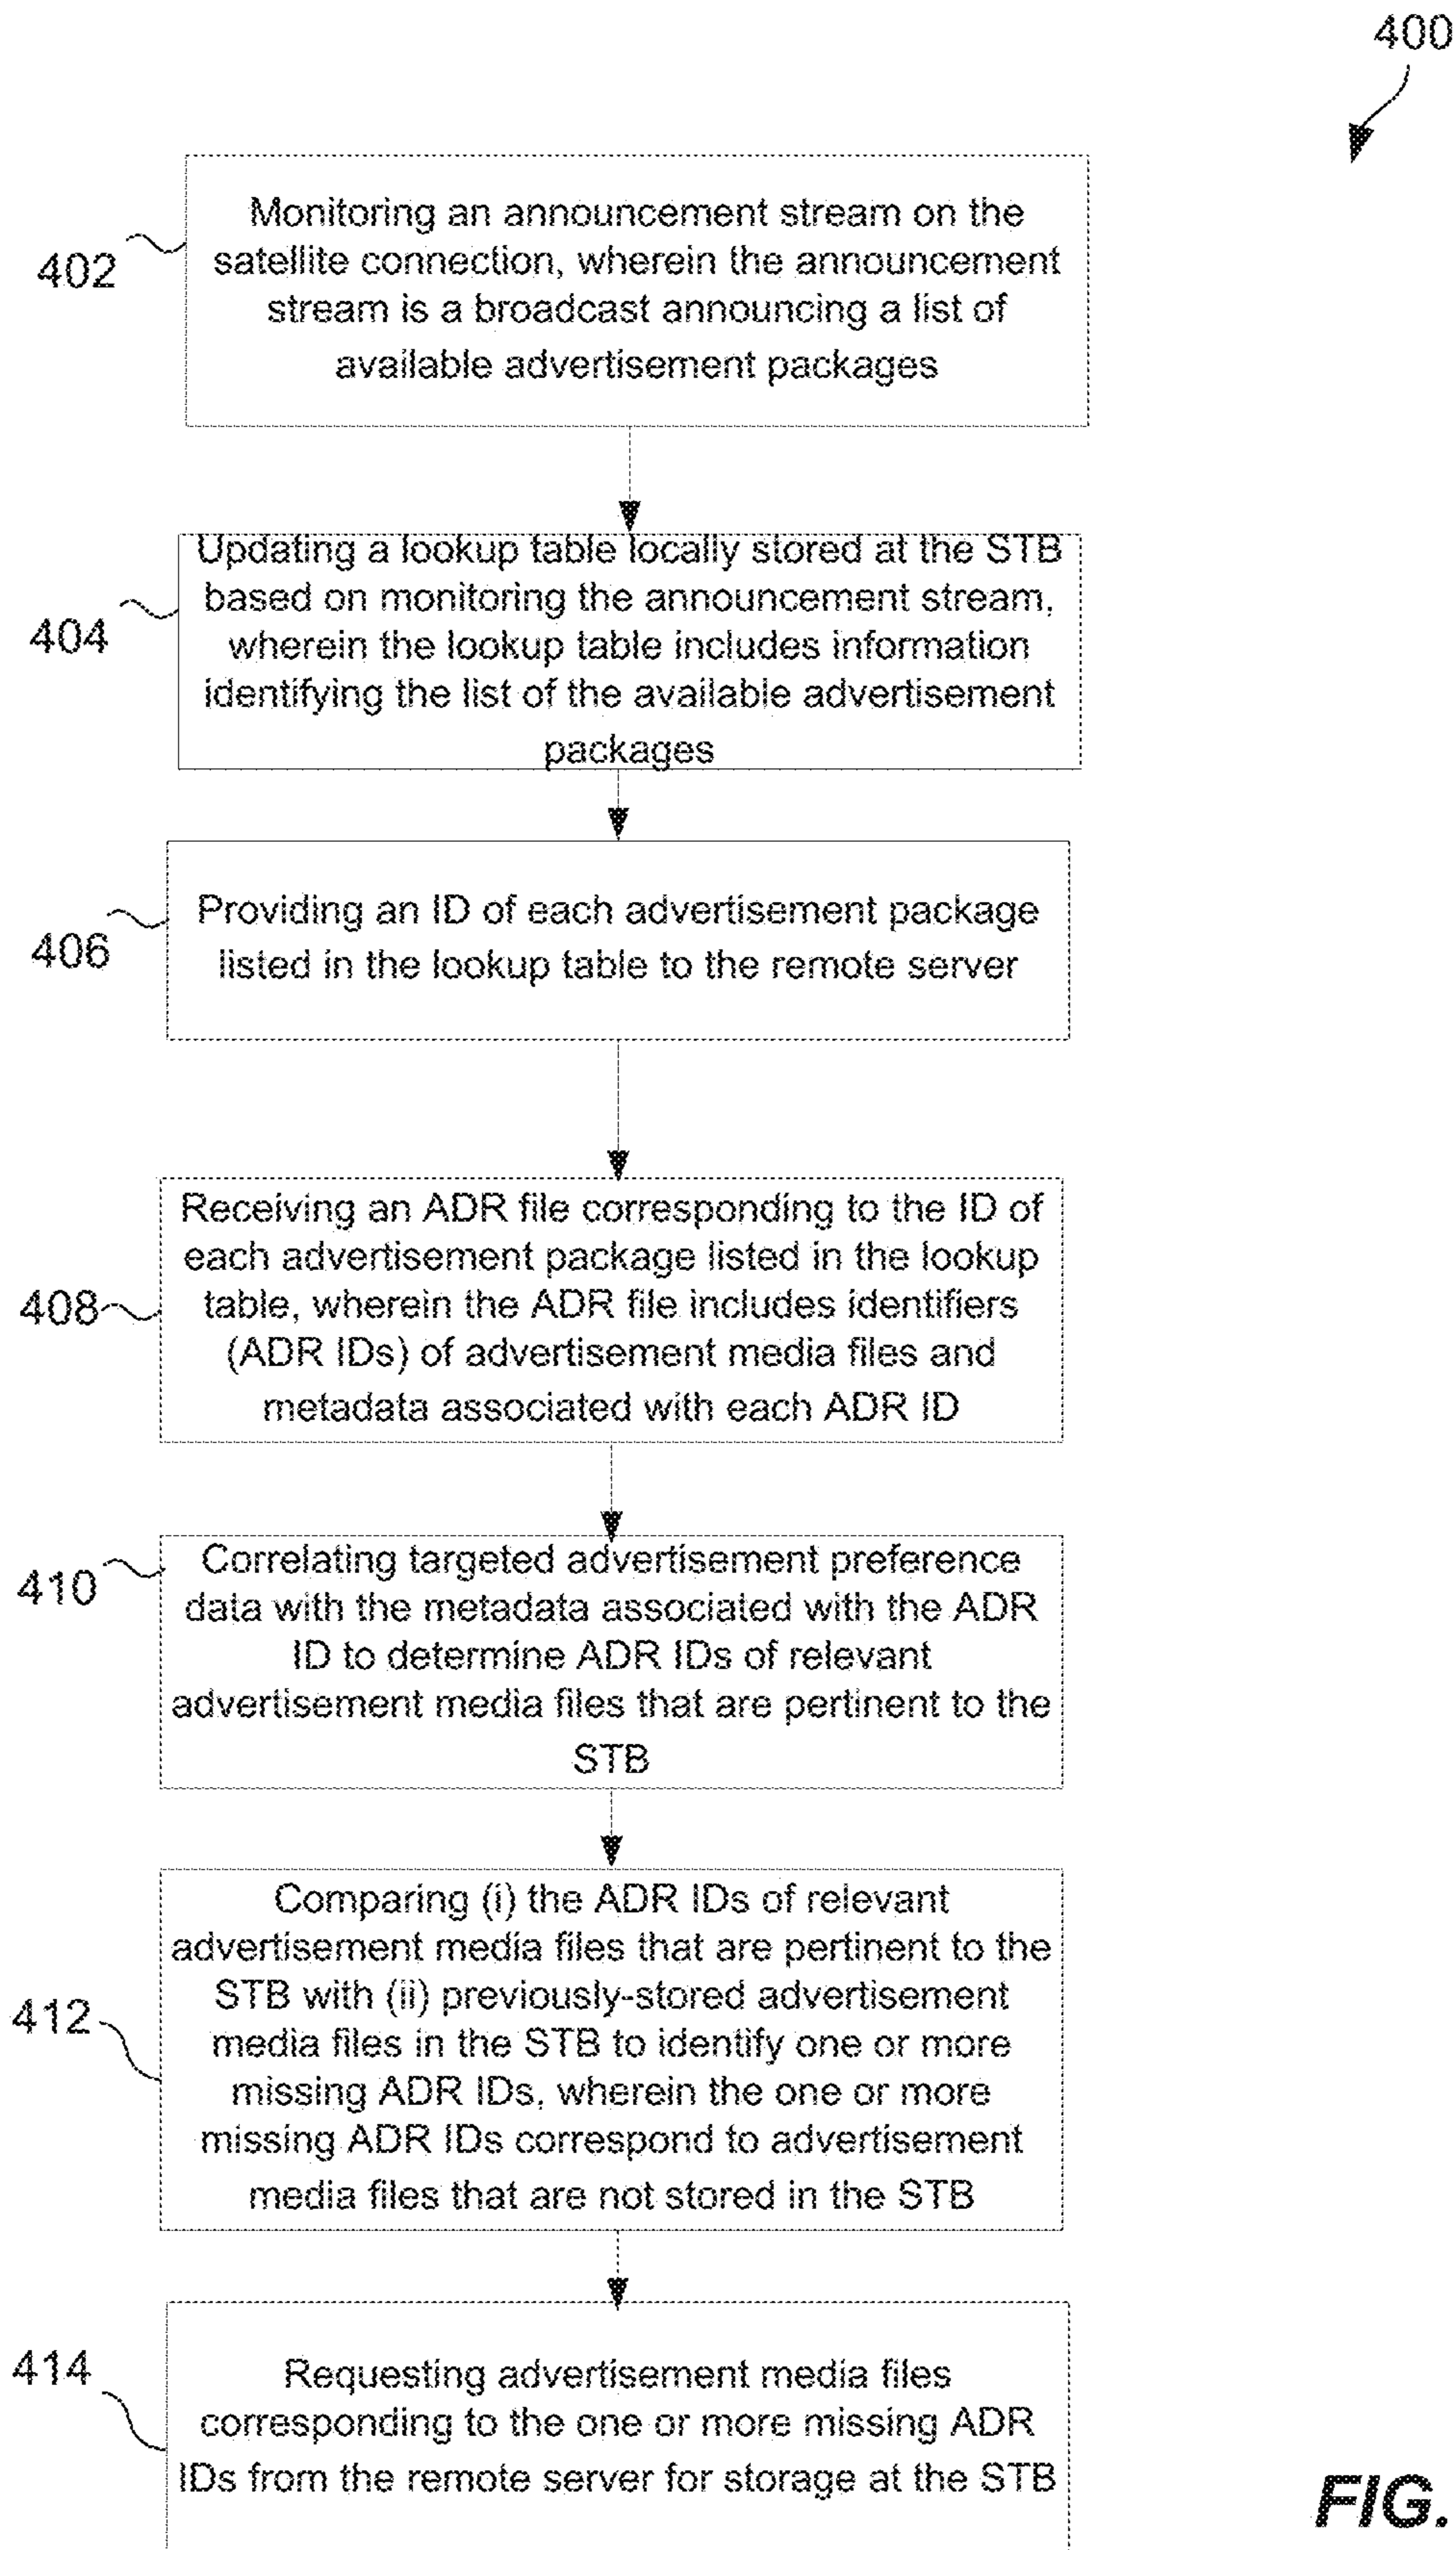 400
402
Monitoring an announcement stream on the
satellite connection, wherein the announcement
stream is a broadcast announcing a list of
available advertisement packages
404
Updating a lookup table locally stored at the STB
based on monitoring the announcement stream,
wherein the lookup table includes information
identifying the list of the available advertisement
packages
406
Providing an ID of each advertisement package
listed in the lookup table to the remote server
408
Receiving an ADR file corresponding to the ID of
each advertisement package listed in the lookup
table, wherein the ADR file includes identifiers
(ADR IDs) of advertisement media files and
metadata associated with each ADR ID
410
Correlating targeted advertisement preference
data with the metadata associated with the ADR
ID to determine ADR IDs of relevant
advertisement media files that are pertinent to the
STB
412
Comparing (i) the ADR IDs of relevant
advertisement media files that are pertinent to the
STB with (ii) previously-stored advertisement
media files in the STB to identify one or more
missing ADR IDs, wherein the one or more
missing ADR IDs correspond to advertisement
media files that are not stored in the STB
414
Requesting advertisement media files
corresponding to the one or more missing ADR
IDs from the remote server for storage at the STB
FIG.